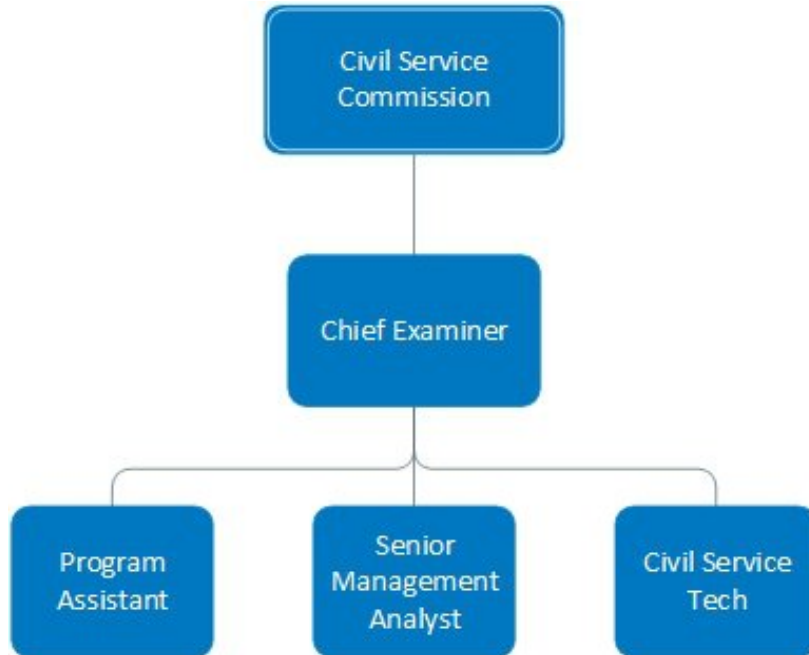 Civil Service
Commission
Chief Examiner
Program
Assistant
Senior
Management
Analyst
Civil Service
Tech